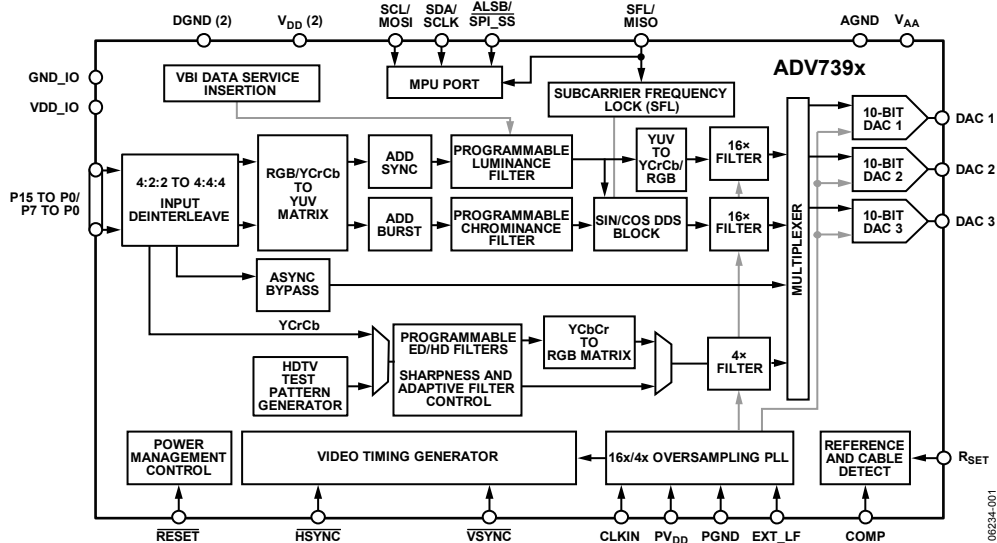 DGND (2)
VDD (2)
SCL/
MOSI
SDA/
SCLK
ALSB/
SPI_SS
SFL/
MISO
AGND
VAA
GND_IO
VDD_IO
VBI DATA SERVICE
INSERTION
MPU PORT
SUBCARRIER FREQUENCY
LOCK (SFL)
ADV739x
P15 TO P0/
P7 TO P0
4:2:2 TO 4:4:4
INPUT
DEINTERLEAVE
RGB/YCrCb
TO
YUV
MATRIX
ADD
SYNC
PROGRAMMABLE
LUMINANCE
FILTER
YUV
TO
YCrCb/
RGB
16×
FILTER
ADD
BURST
PROGRAMMABLE
CHROMINANCE
FILTER
SIN/COS DDS
BLOCK
16×
FILTER
MULTIPLEXER
10-BIT
DAC 1
DAC 1
10-BIT
DAC 2
DAC 2
10-BIT
DAC 3
DAC 3
ASYNC
BYPASS
YCrCb
HDTV
TEST
PATTERN
GENERATOR
PROGRAMMABLE
ED/HD FILTERS
SHARPNESS AND
ADAPTIVE FILTER
CONTROL
YCbCr
TO
RGB MATRIX
4×
FILTER
POWER
MANAGEMENT
CONTROL
VIDEO TIMING GENERATOR
16x/4x OVERSAMPLING PLL
REFERENCE
AND CABLE
DETECT
RSET
RESET
HSYNC
VSYNC
CLKIN
PVDD
PGND
EXT_LF
COMP
06234-001